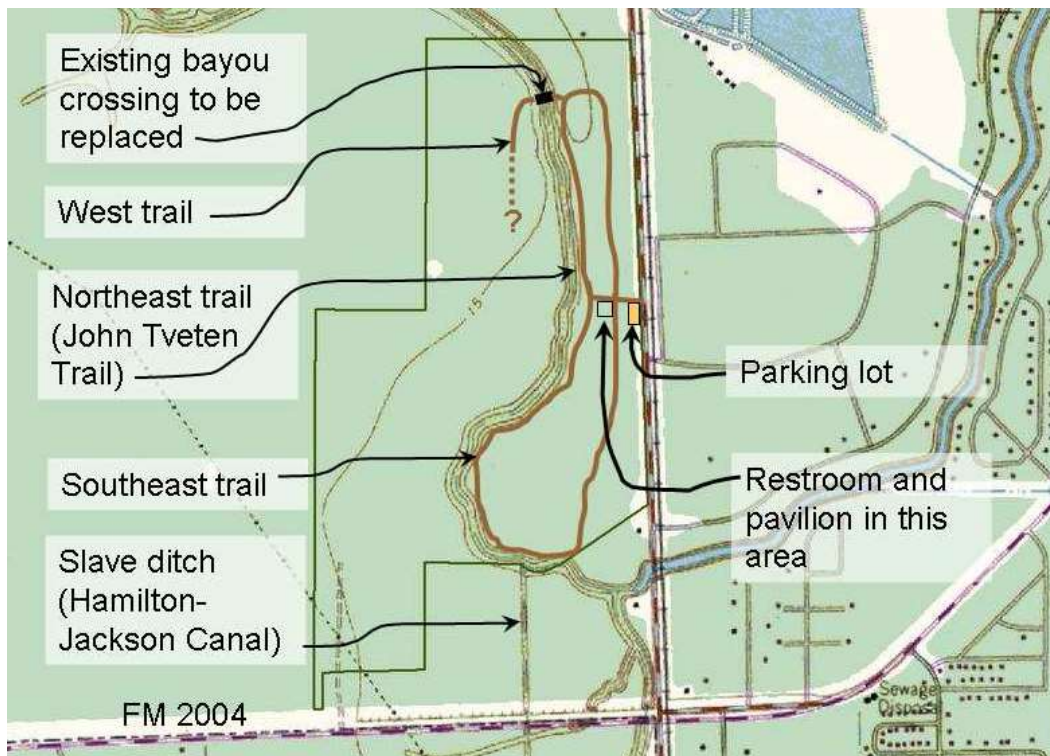 Existing bayou
crossing to be
replaced
West trail
?
Northeast trail
(John Tveten
Trail)
15
Parking lot
Southeast trail
Restroom and
pavilion in this
area
Slave ditch
(Hamilton-
Jackson Canal)
Sewage
FM 2004